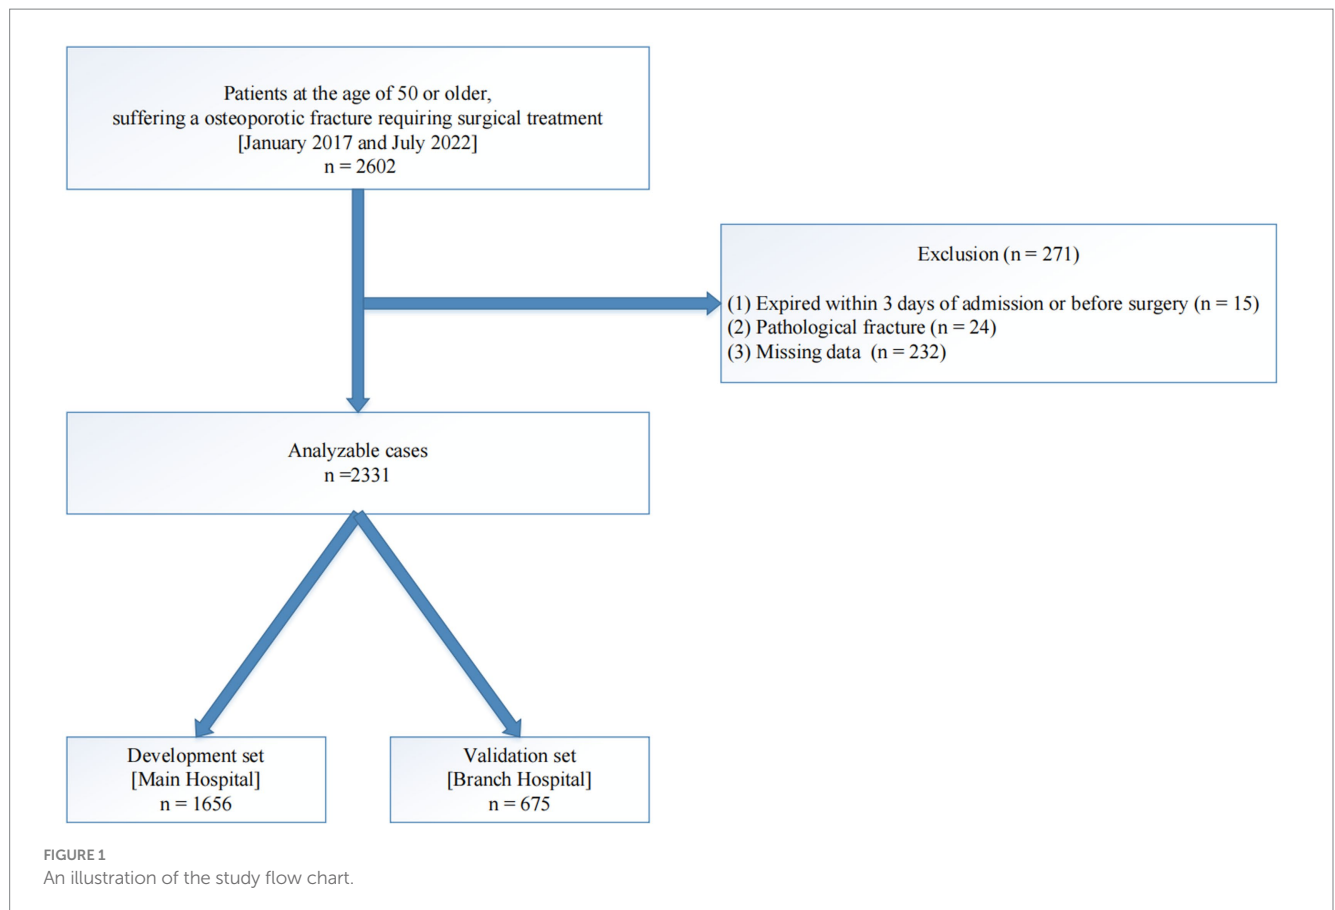 Patients at the age of 50 or older,
suffering a osteoporotic fracture requiring surgical treatment
[January 2017 and July 2022]
n = 2602
Exclusion (n = 271)
(1) Expired within 3 days of admission or before surgery (n = 15)
(2) Pathological fracture (n = 24)
(3) Missing data (n = 232)
Analyzable cases
n =2331
Development set
[Main Hospital]
n = 1656
Validation set
[Branch Hospital]
n = 675
FIGURE 1
An illustration of the study flow chart.